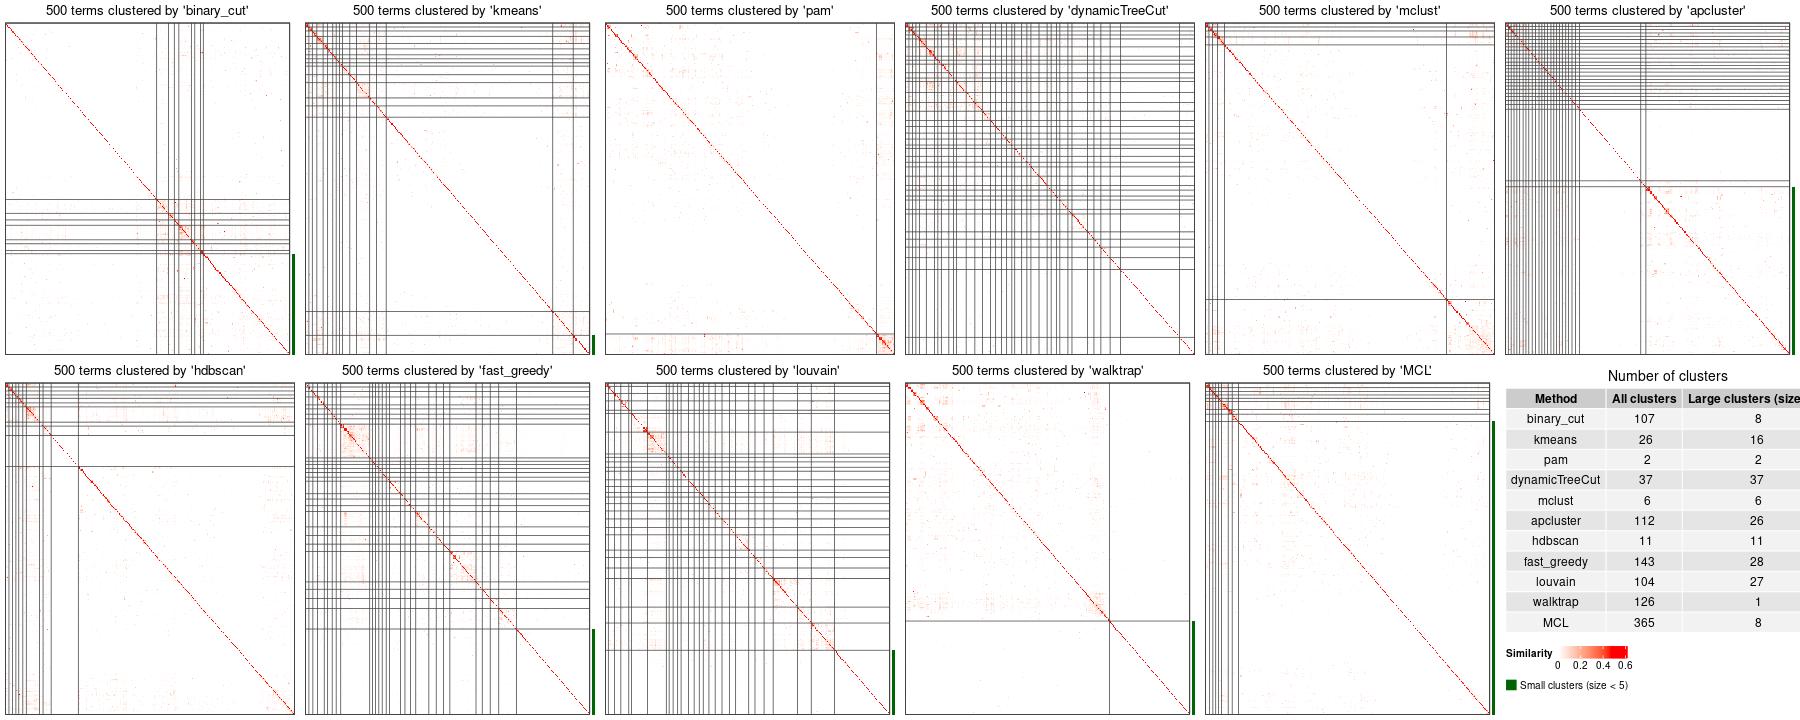 500 terms clustered by 'binary_cut'
500 terms clustered by 'kmeans'
500 terms clustered by 'pam'
500 terms clustered by 'dynamicTreeCut'
500 terms clustered by 'mclust'
500 terms clustered by 'apcluster'
500 terms clustered by 'hdbscan'
500 terms clustered by 'fast_greedy'
500 terms clustered by 'louvain'
500 terms clustered by 'walktrap'
500 terms clustered by 'MCL'
Number of clusters
Method All clusters Large clusters (size
binary_cut 107 8
kmeans 26 16
pam 2 2
dynamicTreeCut 37 37
mclust 6 6
apcluster 112 26
hdbscan 11 11
fast_greedy 143 28
louvain 104 27
walktrap 126 1
MCL 365 8
Similarity
0 0.2 0.4 0.6
Small clusters (size < 5)